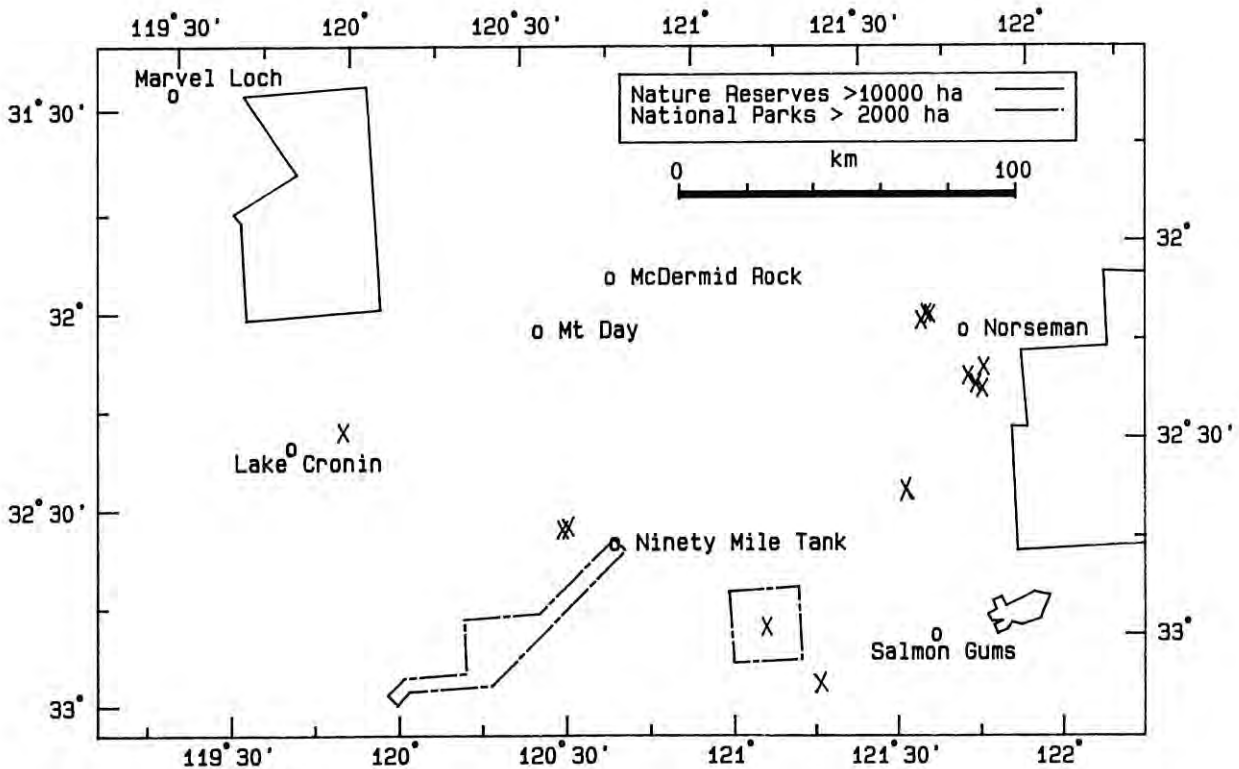 119°30' 120° 120°30' 121° 121°30' 122°
Marvel Loch
Nature Reserves >10000 ha
National Parks > 2000 ha
31°30'
km
0 100
32°
McDermid Rock
32°
Mt Day
Norseman
Lake Cronin
32°30'
32°30'
Ninety Mile Tank
Salmon Gums
33°
33°
119°30' 120° 120°30' 121° 121°30' 122°
X
X
X
X
X
X
X
X
X
X
X
X
X